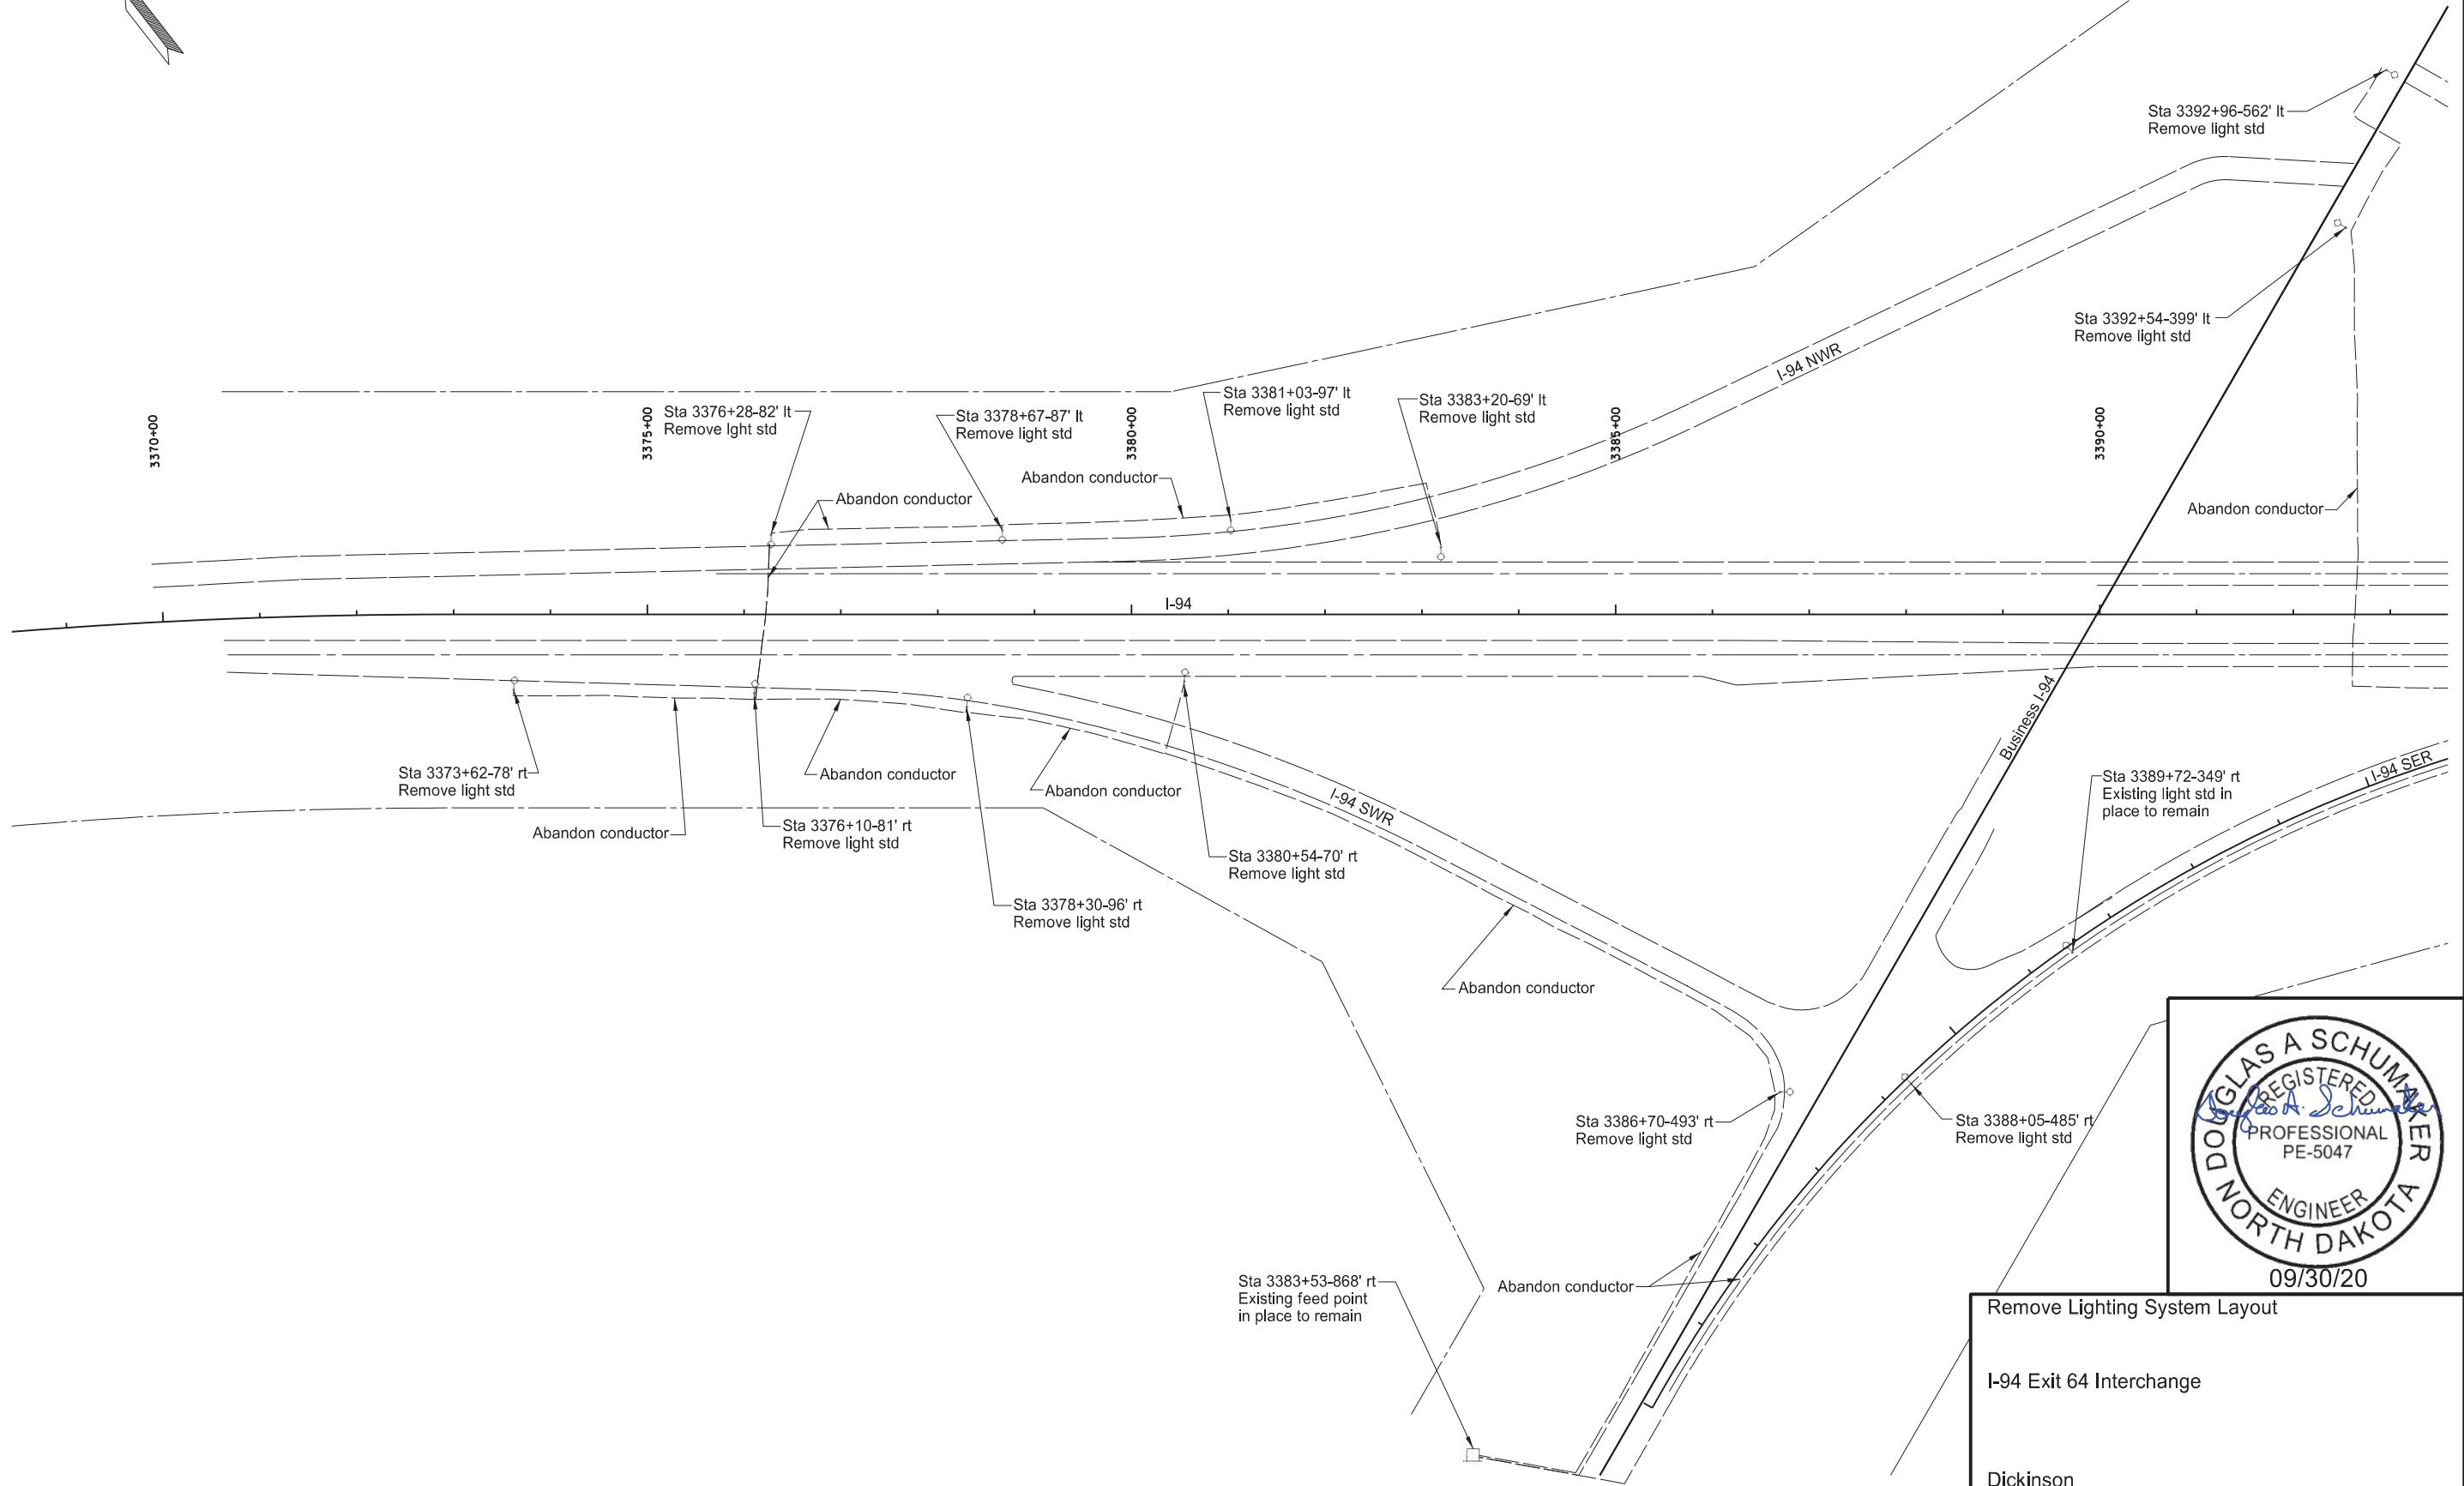 Sta 3392+96-562' lt
Remove light std
Sta 3392+54-399' lt
Remove light std
I-94 NWR
3370+00
3375+00
3380+00
3385+00
3390+00
Sta 3376+28-82' lt
Remove lght std
Sta 3378+67-87' lt
Remove light std
Sta 3381+03-97' lt
Remove light std
Sta 3383+20-69' lt
Remove light std
Abandon conductor
Abandon conductor
Abandon conductor
I-94
Business I-94
Sta 3373+62-78' rt
Remove light std
Abandon conductor
Abandon conductor
Abandon conductor
I-94 SWR
I-94 SER
Sta 3389+72-349' rt
Existing light std in
place to remain
Sta 3376+10-81' rt
Remove light std
Sta 3380+54-70' rt
Remove light std
Sta 3378+30-96' rt
Remove light std
Abandon conductor
Sta 3386+70-493' rt
Remove light std
Sta 3388+05-485' rt
Remove light std
Sta 3383+53-868' rt
Existing feed point
in place to remain
Abandon conductor
DOUGLAS A SCHUMAKER
REGISTERED
Douglas A. Schumaker
PROFESSIONAL
PE-5047
ENGINEER
NORTH DAKOTA
09/30/20
Remove Lighting System Layout
I-94 Exit 64 Interchange
Dickinson